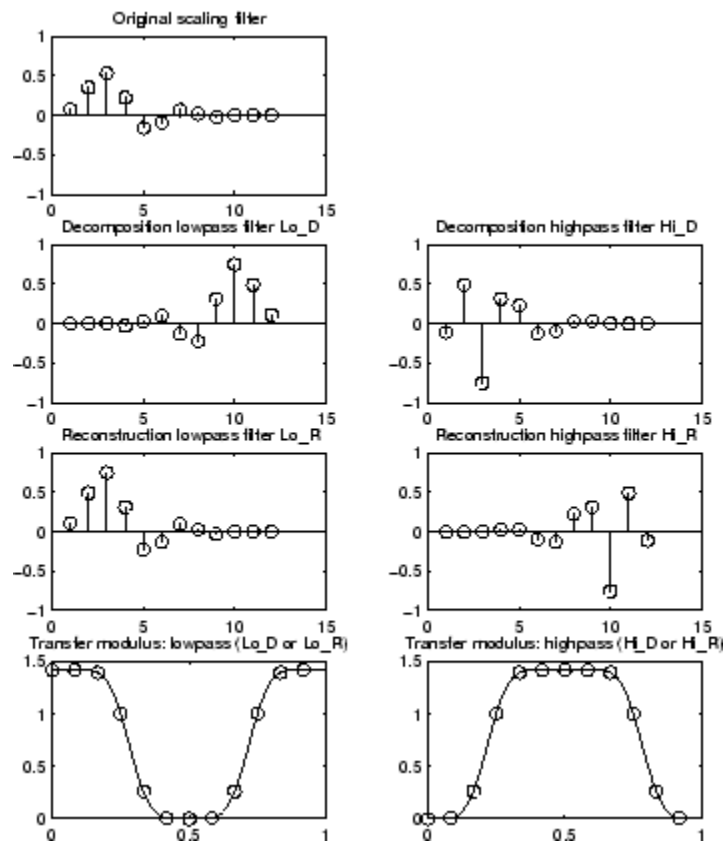 Original scaling filter
1
0.5
0
−0.5
−1
0 5 10 15
Decomposition lowpass filter Lo_D
1
0.5
0
−0.5
−1
0 5 10 15
Decomposition highpass filter Hi_D
1
0.5
0
−0.5
−1
0 5 10 15
Reconstruction lowpass filter Lo_R
1
0.5
0
−0.5
−1
0 5 10 15
Reconstruction highpass filter Hi_R
1
0.5
0
−0.5
−1
0 5 10 15
Transfer modulus: lowpass (Lo_D or Lo_R)
1.5
1
0.5
0
0 0.5 1
Transfer modulus: highpass (Hi_D or Hi_R)
1.5
1
0.5
0
0 0.5 1